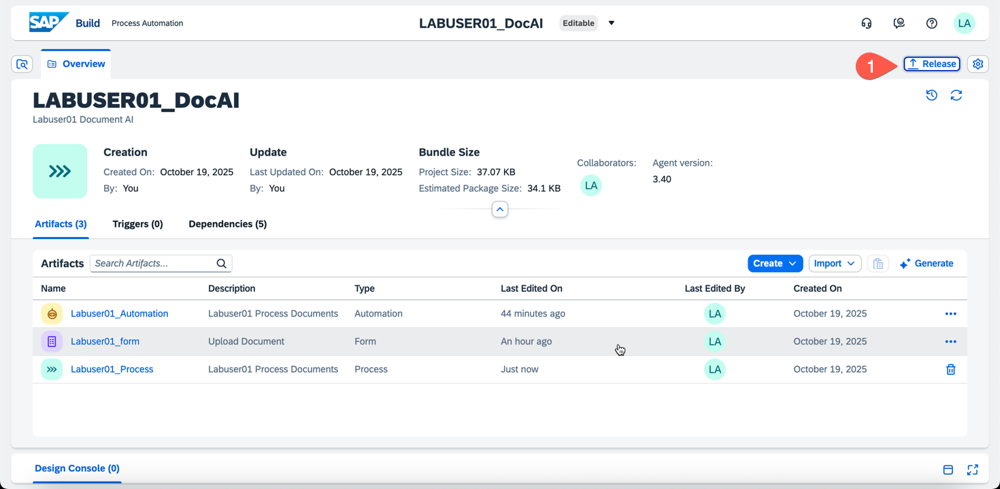 SAP Build Process Automation LABUSER01_DocAI Editable LA
Overview 1 Release
LABUSER01_DocAI
Labuser01 Document AI
Creation Update Bundle Size
Collaborators: Agent version:
Created On: October 19, 2025 Last Updated On: October 19, 2025 Project Size: 37.07 KB
LA 3.40
By: You By: You Estimated Package Size: 34.1 KB
Artifacts (3) Triggers (0) Dependencies (5)
Artifacts Search Artifacts... Create Import Generate
Name Description Type Last Edited On Last Edited By Created On
Labuser01_Automation Labuser01 Process Documents Automation 44 minutes ago LA October 19, 2025
Labuser01_form Upload Document Form An hour ago LA October 19, 2025
Labuser01_Process Labuser01 Process Documents Process Just now LA October 19, 2025
Design Console (0)